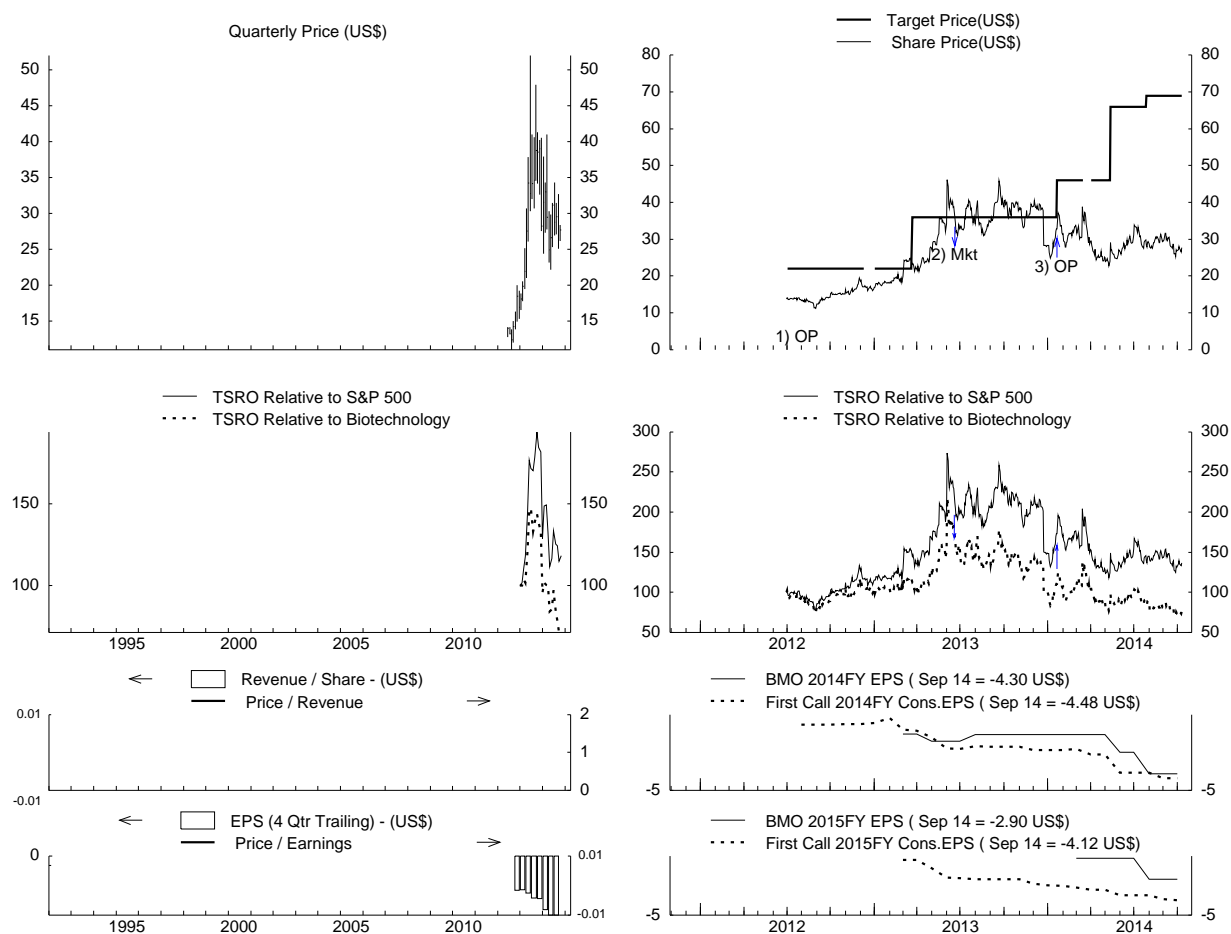 Quarterly Price (US$)
50 50
45 45
40 40
35 35
30 30
25 25
20 20
15 15
TSRO Relative to S&P 500
TSRO Relative to Biotechnology
150 150
100 100
1995 2000 2005 2010
Revenue / Share - (US$)
Price / Revenue
0.01 2
1
-0.01 0
EPS (4 Qtr Trailing) - (US$)
Price / Earnings
0 0.01
-0.01
1995 2000 2005 2010
Target Price(US$)
Share Price(US$)
80 80
70 70
60 60
50 50
40 40
30 30
20 20
10 10
0 0
1) OP
2) Mkt
3) OP
TSRO Relative to S&P 500
TSRO Relative to Biotechnology
300 300
250 250
200 200
150 150
100 100
50 50
2012 2013 2014
BMO 2014FY EPS ( Sep 14 = -4.30 US$)
First Call 2014FY Cons.EPS ( Sep 14 = -4.48 US$)
-5 -5
BMO 2015FY EPS ( Sep 14 = -2.90 US$)
First Call 2015FY Cons.EPS ( Sep 14 = -4.12 US$)
-5 -5
2012 2013 2014